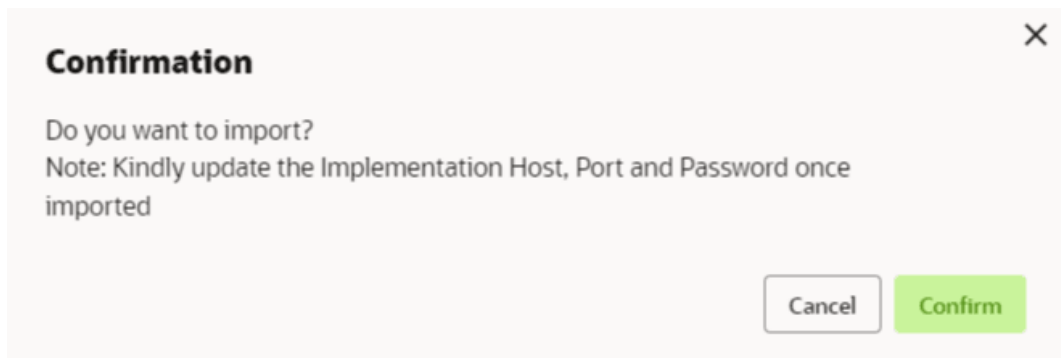 Confirmation
Do you want to import?
Note: Kindly update the Implementation Host, Port and Password once
imported
Cancel
Confirm